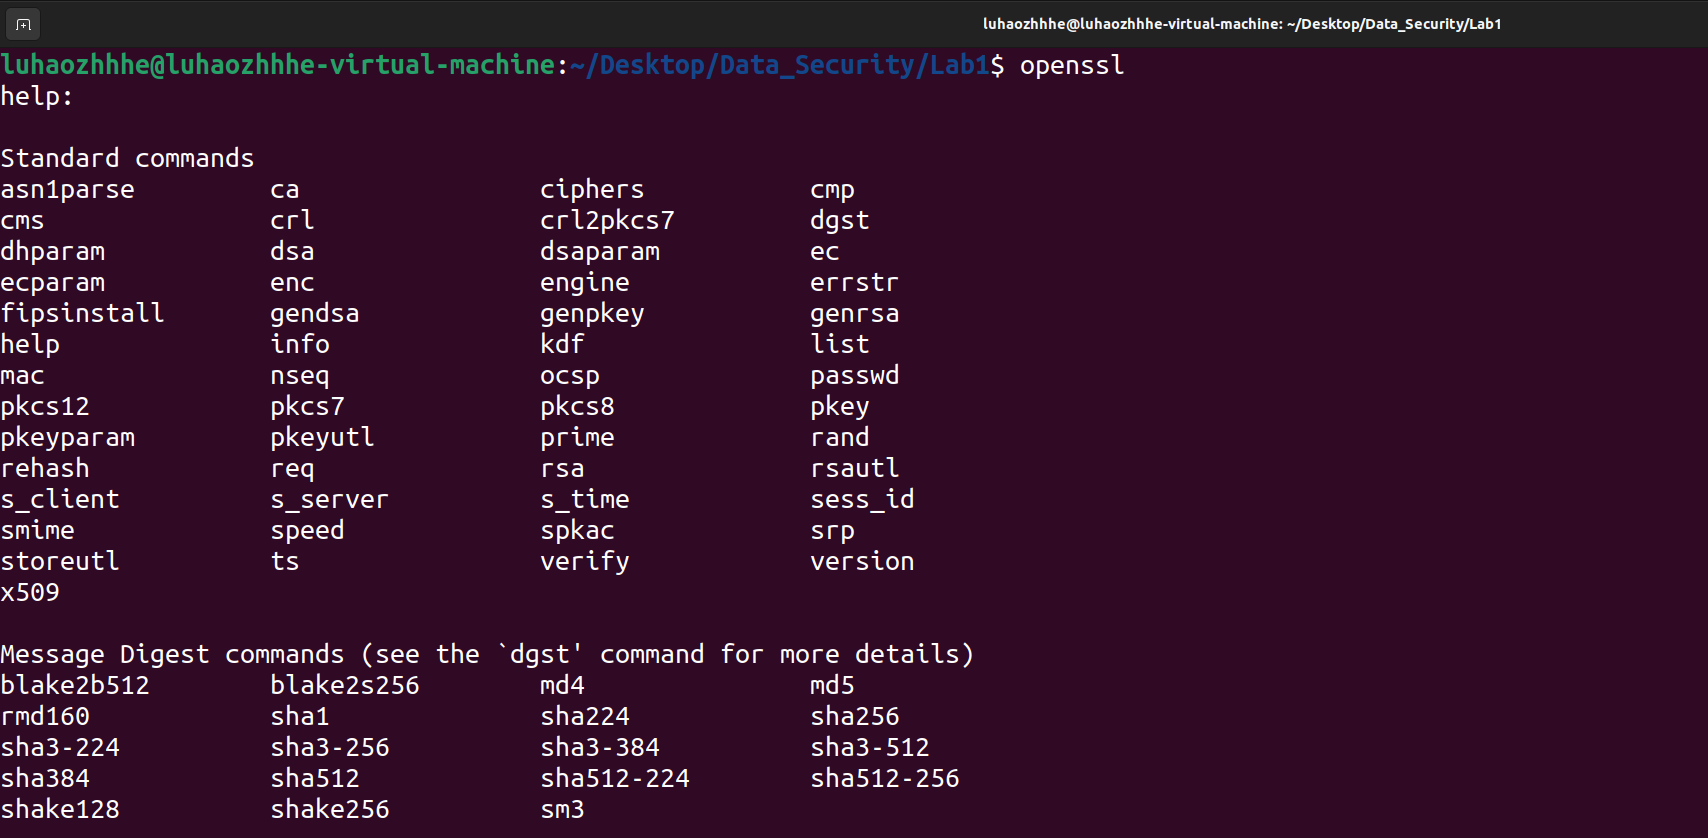 luhaozhhhe@luhaozhhhe-virtual-machine: ~/Desktop/Data_Security/Lab1
luhaozhhhe@luhaozhhhe-virtual-machine:~/Desktop/Data_Security/Lab1$ openssl
help:
Standard commands
asn1parse ca ciphers cmp
cms crl crl2pkcs7 dgst
dhparam dsa dsaparam ec
ecparam enc engine errstr
fipsinstall gendsa genpkey genrsa
help info kdf list
mac nseq ocsp passwd
pkcs12 pkcs7 pkcs8 pkey
pkeyparam pkeyutl prime rand
rehash req rsa rsautl
s_client s_server s_time sess_id
smime speed spkac srp
storeutl ts verify version
x509
Message Digest commands (see the `dgst' command for more details)
blake2b512 blake2s256 md4 md5
rmd160 sha1 sha224 sha256
sha3-224 sha3-256 sha3-384 sha3-512
sha384 sha512 sha512-224 sha512-256
shake128 shake256 sm3